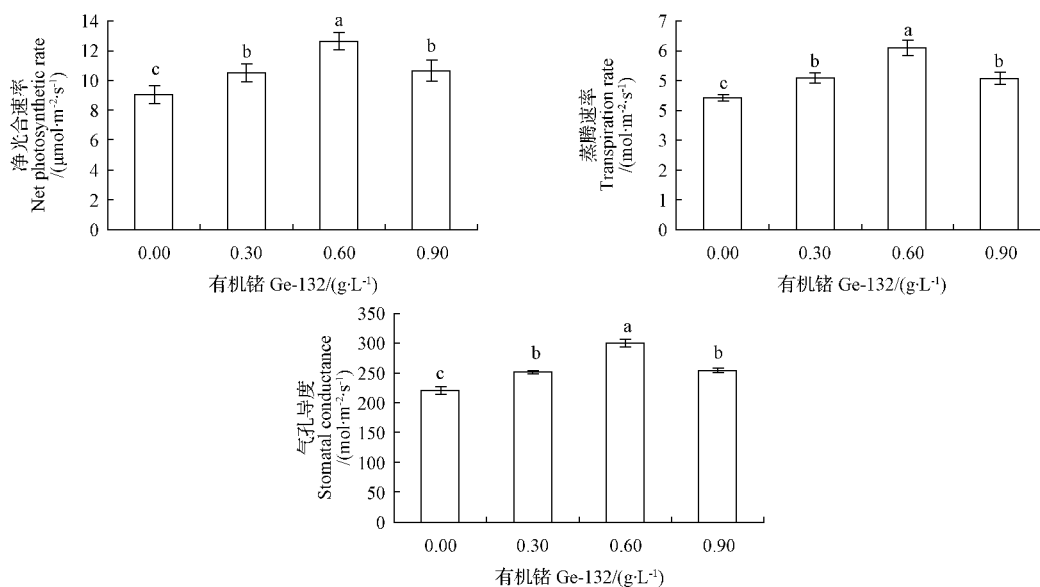 14
12
10
8
6
4
2
0
净光合速率
Net photosynthetic rate
/(μmol·m⁻²·s⁻¹)
c
b
a
b
0.00 0.30 0.60 0.90
有机锗 Ge-132/(g·L⁻¹)
7
6
5
5
3
2
1
0
蒸腾速率
Transpiration rate
/(mol·m⁻²·s⁻¹)
c
b
a
b
0.00 0.30 0.60 0.90
有机锗 Ge-132/(g·L⁻¹)
350
300
250
200
150
100
50
0
气孔导度
Stomatal conductance
/(mol·m⁻²·s⁻¹)
c
b
a
b
0.00 0.30 0.60 0.90
有机锗 Ge-132/(g·L⁻¹)